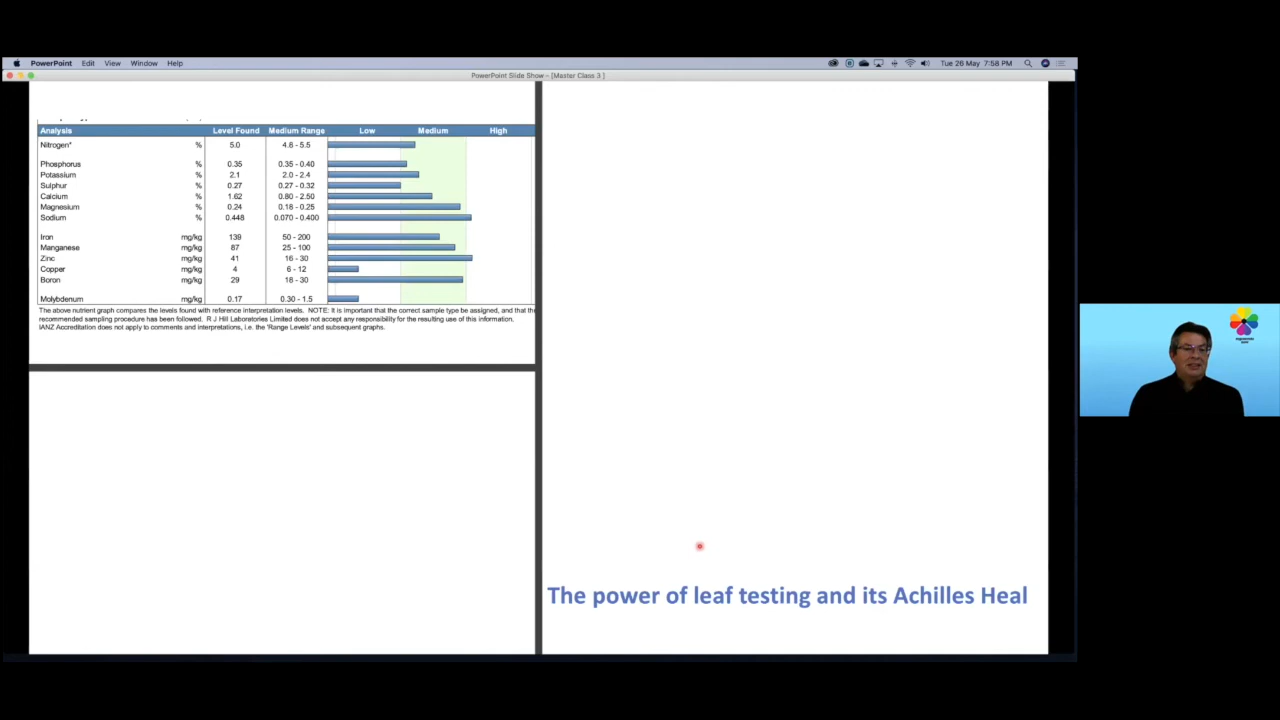 PowerPoint Edit View Window Help Tue 26 May 7:58 PM
PowerPoint Slide Show - [Master Class 3 ]
Analysis Level Found Medium Range Low Medium High
Nitrogen* % 5.0 4.8 - 5.5
Phosphorus % 0.35 0.35 - 0.40
Potassium % 2.1 2.0 - 2.4
Sulphur % 0.27 0.27 - 0.32
Calcium % 1.62 0.80 - 2.50
Magnesium % 0.24 0.18 - 0.25
Sodium % 0.448 0.070 - 0.400
Iron mg/kg 139 50 - 200
Manganese mg/kg 87 25 - 100
Zinc mg/kg 41 16 - 30
Copper mg/kg 4 6 - 12
Boron mg/kg 29 16 - 30
Molybdenum mg/kg 0.17 0.30 - 1.5
The above nutrient graph compares the levels found with reference interpretation levels. NOTE: It is important that the correct sample type be assigned, and that the
recommended sampling procedure has been followed. R J Hill Laboratories Limited does not accept any responsibility for the resulting use of this information.
IANZ Accreditation does not apply to comments and interpretations, i.e. the 'Range Levels' and subsequent graphs.
The power of leaf testing and its Achilles Heal